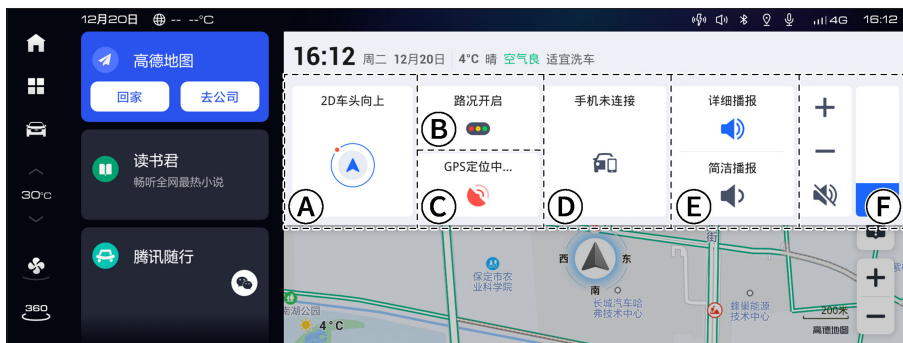 12月20日 -- --°C
4G 16:12
高德地图
回家 去公司
读书君
畅听全网最热小说
腾讯随行
30°C
360
16:12 周二 12月20日 4°C 晴 空气良 适宜洗车
2D车头向上
A
路况开启
B
GPS定位中...
C
手机未连接
D
详细播报
简洁播报
E
+
−
F
街
西 东
南
保定市农
业科学院
长城汽车哈
弗技术中心
蜂巢能源
技术中心
湖公园
4°C
+
−
200米
高德地图